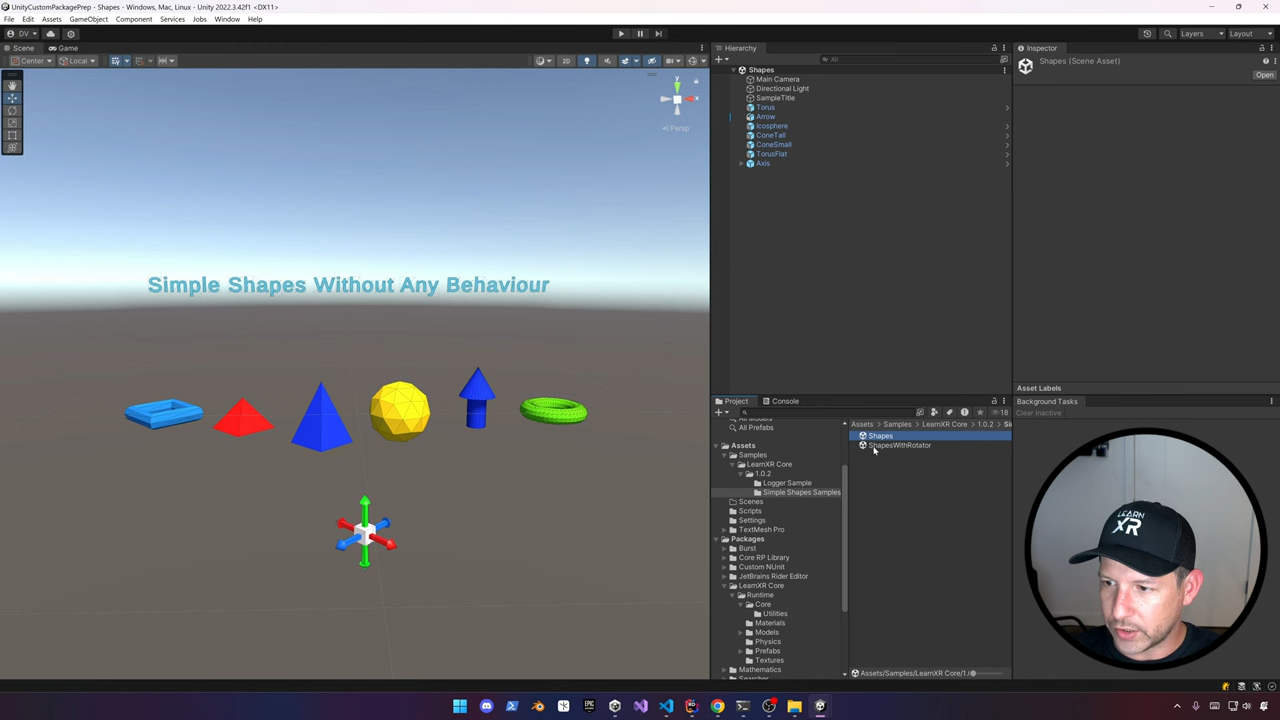 UnityCustomPackagePrep - Shapes - Windows, Mac, Linux - Unity 2022.3.42f1 <DX11>
File Edit Assets GameObject Component Services Jobs Window Help
DV
Layers Layout
Scene Game
Center Local
2D
y
x
Persp
Simple Shapes Without Any Behaviour
Hierarchy
All
Shapes
Main Camera
Directional Light
SampleTitle
Torus
Arrow
Icosphere
ConeTall
ConeSmall
TorusFlat
Axis
Project Console
18
All Prefabs
Assets
Samples
LearnXR Core
1.0.2
Logger Sample
Simple Shapes Samples
Scenes
Scripts
Settings
TextMesh Pro
Packages
Burst
Core RP Library
Custom NUnit
JetBrains Rider Editor
LearnXR Core
Runtime
Core
Utilities
Materials
Models
Physics
Prefabs
Textures
Mathematics
Assets > Samples > LearnXR Core > 1.0.2 > Si
Shapes
ShapesWithRotator
Assets/Samples/LearnXR Core/1.
Inspector
Shapes (Scene Asset)
Open
Asset Labels
Background Tasks
Clear Inactive
LEARN
XR